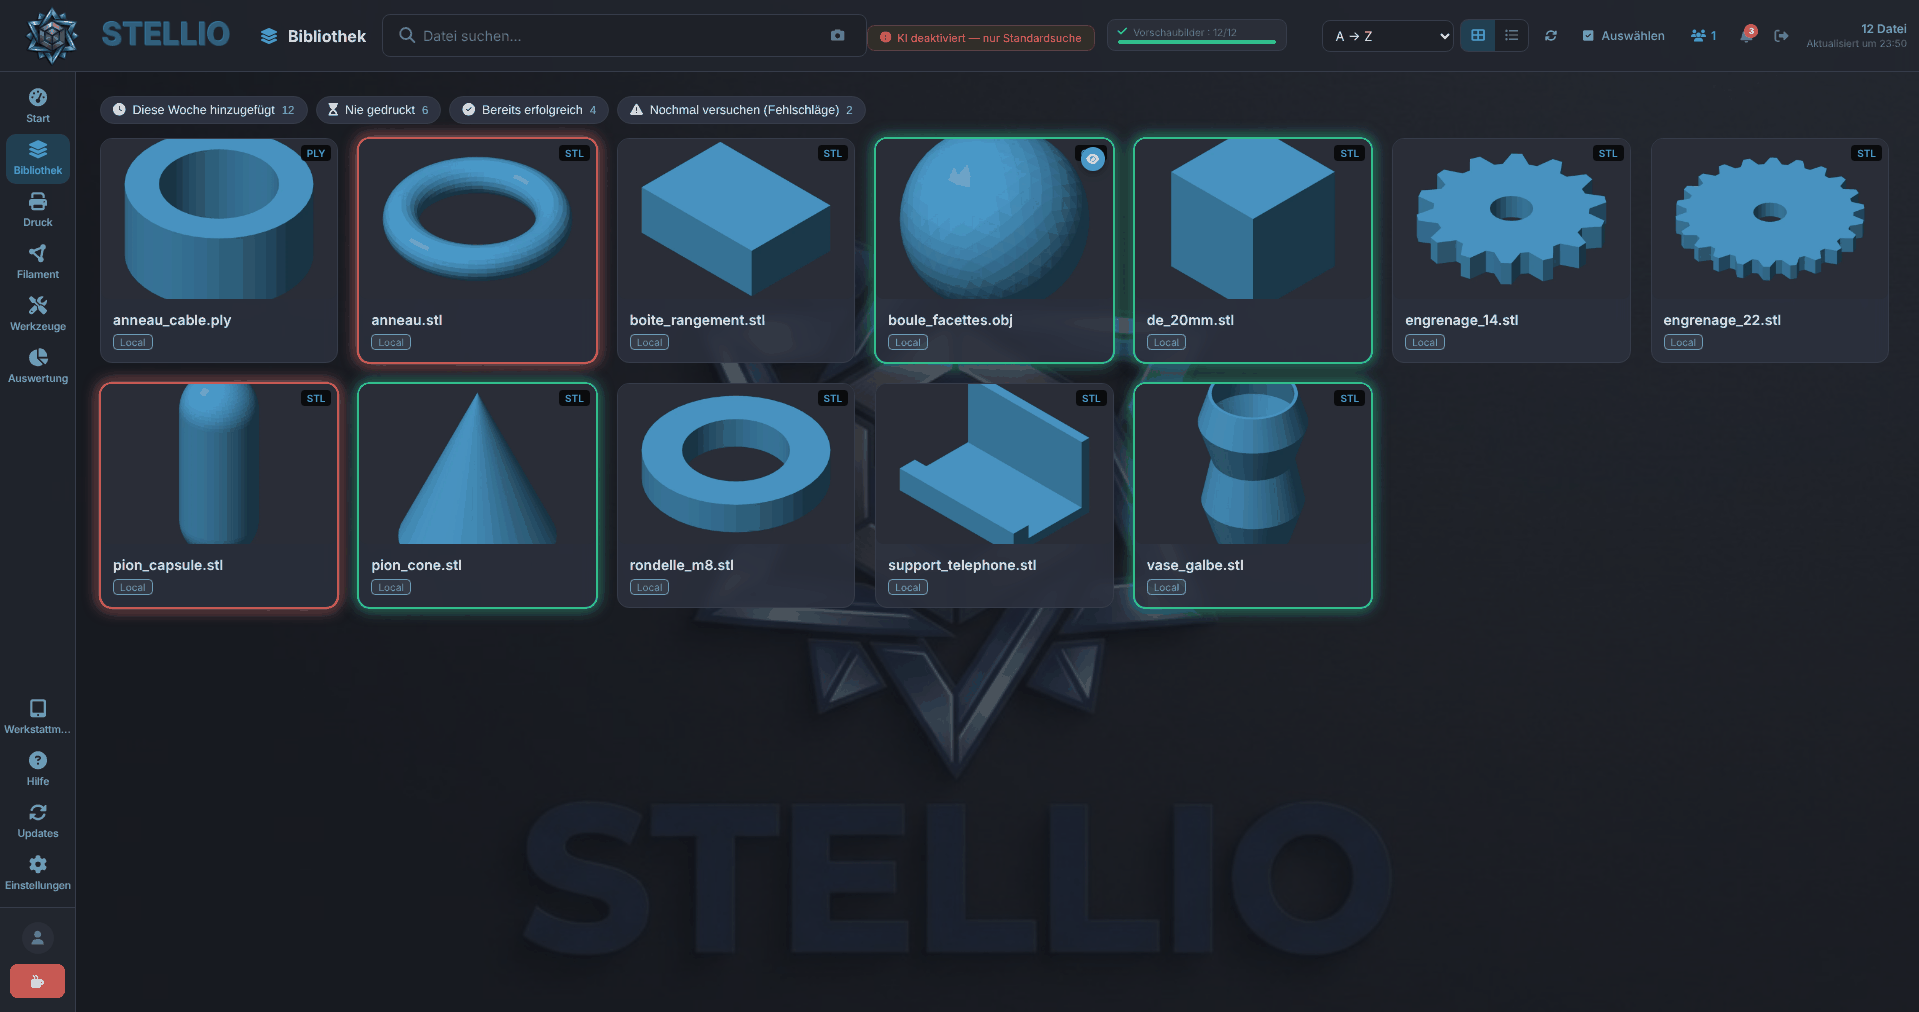 STELLIO
Bibliothek
Datei suchen...
KI deaktiviert — nur Standardsuche
Vorschaubilder : 12/12
A → Z
Auswählen
1
3
12 Datei
Aktualisiert um 23:50
Start
Bibliothek
Druck
Filament
Werkzeuge
Auswertung
Werkstattm...
Hilfe
Updates
Einstellungen
Diese Woche hinzugefügt 12
Nie gedruckt 6
Bereits erfolgreich 4
Nochmal versuchen (Fehlschläge) 2
PLY
anneau_cable.ply
Local
STL
anneau.stl
Local
STL
boite_rangement.stl
Local
boule_facettes.obj
Local
STL
de_20mm.stl
Local
STL
engrenage_14.stl
Local
STL
engrenage_22.stl
Local
STL
pion_capsule.stl
Local
STL
pion_cone.stl
Local
STL
rondelle_m8.stl
Local
STL
support_telephone.stl
Local
STL
vase_galbe.stl
Local
STELLIO